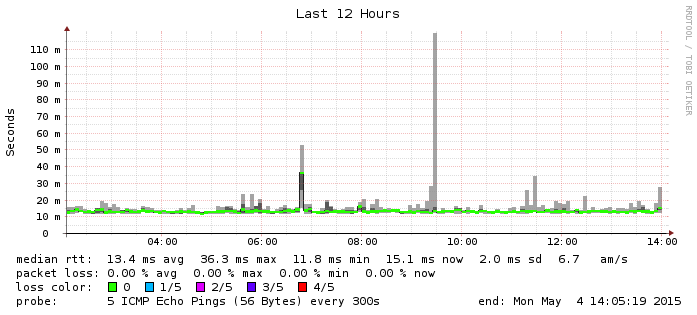 Last 12 Hours
RRDTOOL / TOBI OETIKER
Seconds
110 m
100 m
90 m
80 m
70 m
60 m
50 m
40 m
30 m
20 m
10 m
0
04:00 06:00 08:00 10:00 12:00 14:00
median rtt: 13.4 ms avg 36.3 ms max 11.8 ms min 15.1 ms now 2.0 ms sd 6.7 am/s
packet loss: 0.00 % avg 0.00 % max 0.00 % min 0.00 % now
loss color: 0 1/5 2/5 3/5 4/5
probe: 5 ICMP Echo Pings (56 Bytes) every 300s end: Mon May 4 14:05:19 2015